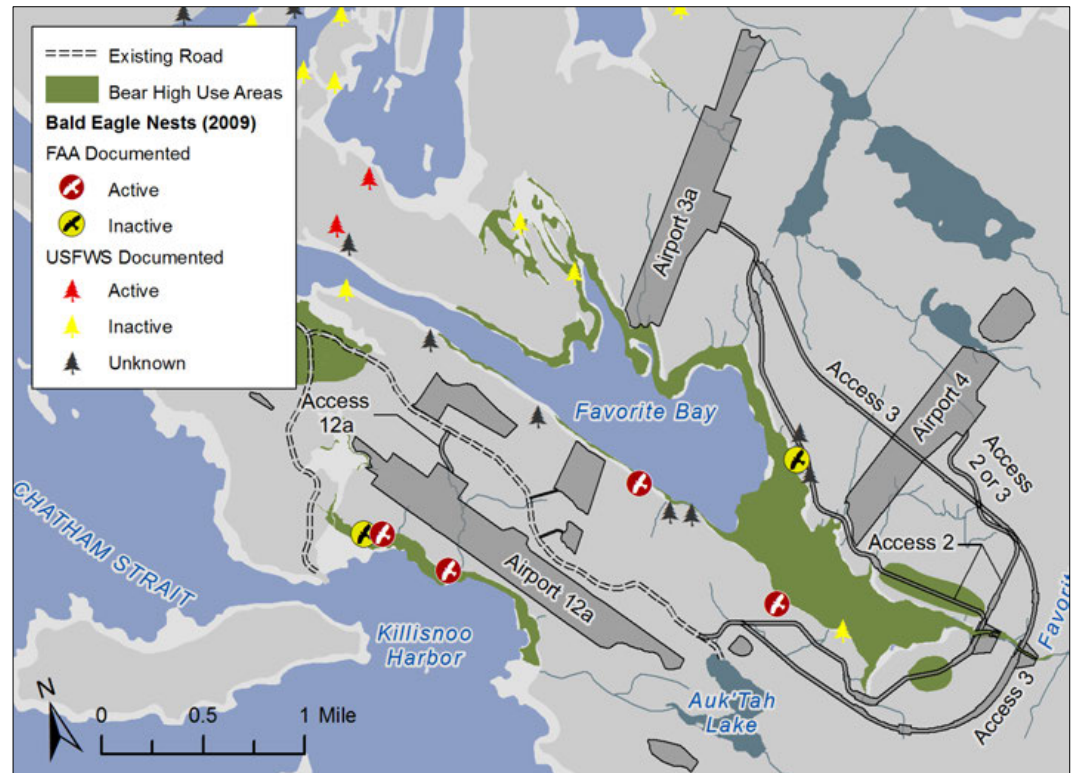 Existing Road
Bear High Use Areas
Bald Eagle Nests (2009)
FAA Documented
Active
Inactive
USFWS Documented
Active
Inactive
Unknown
Airport 3a
Access 3
Airport 4
Access
2 or 3
Access
12a
Favorite Bay
CHATHAM STRAIT
Access 2
Airport 12a
Killisnoo
Harbor
Favorit
Auk'Tah
Lake
Access 3
N
0 0.5 1 Mile